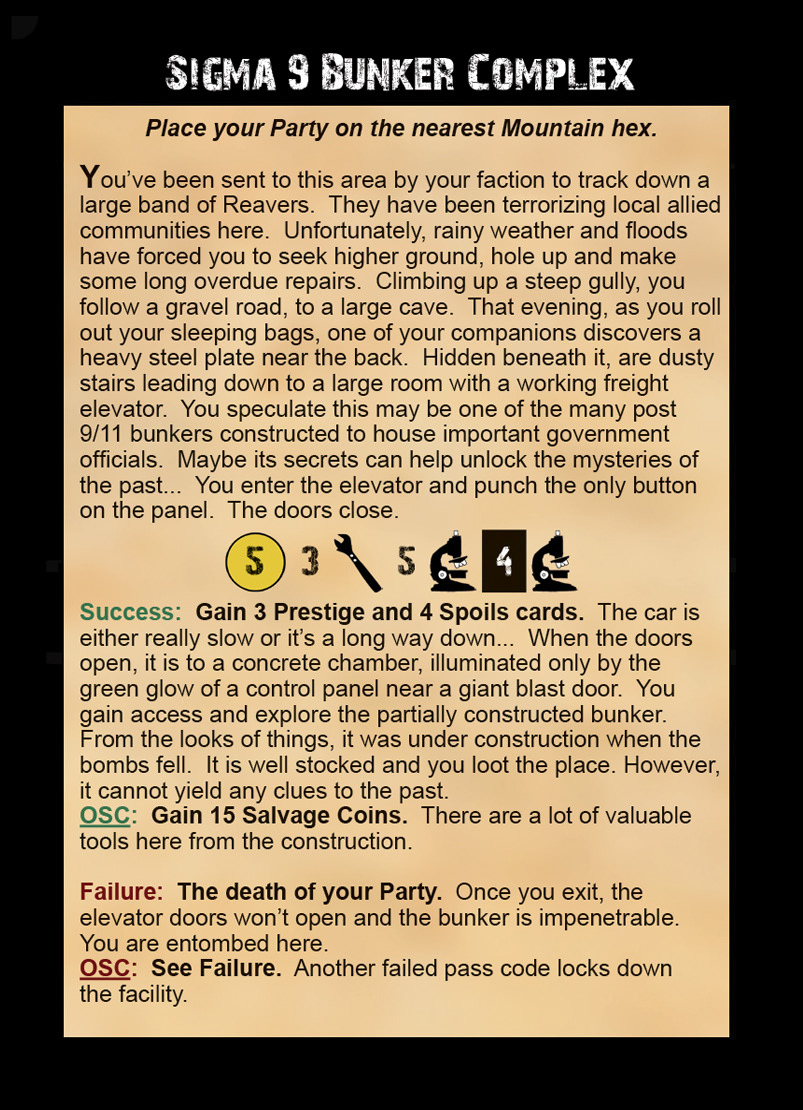 Sigma 9 Bunker Complex
Place your Party on the nearest Mountain hex.
You've been sent to this area by your faction to track down a
large band of Reavers.  They have been terrorizing local allied
communities here.  Unfortunately, rainy weather and floods
have forced you to seek higher ground, hole up and make
some long overdue repairs.  Climbing up a steep gully, you
follow a gravel road, to a large cave.  That evening, as you roll
out your sleeping bags, one of your companions discovers a
heavy steel plate near the back.  Hidden beneath it, are dusty
stairs leading down to a large room with a working freight
elevator.  You speculate this may be one of the many post
9/11 bunkers constructed to house important government
officials.  Maybe its secrets can help unlock the mysteries of
the past...  You enter the elevator and punch the only button
on the panel.  The doors close.
5 3 5 4
Success:  Gain 3 Prestige and 4 Spoils cards.  The car is
either really slow or it's a long way down...  When the doors
open, it is to a concrete chamber, illuminated only by the
green glow of a control panel near a giant blast door.  You
gain access and explore the partially constructed bunker.
From the looks of things, it was under construction when the
bombs fell.  It is well stocked and you loot the place. However,
it cannot yield any clues to the past.
OSC:  Gain 15 Salvage Coins.  There are a lot of valuable
tools here from the construction.
Failure:  The death of your Party.  Once you exit, the
elevator doors won't open and the bunker is impenetrable.
You are entombed here.
OSC:  See Failure.  Another failed pass code locks down
the facility.